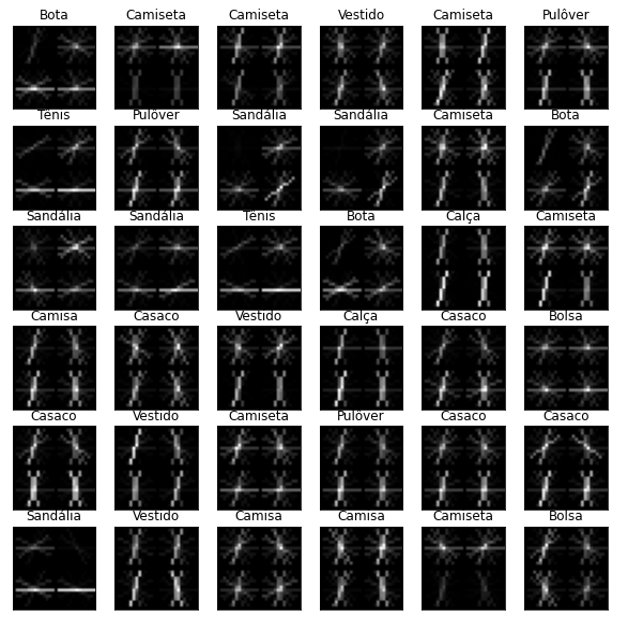 Bota Camiseta Camiseta Vestido Camiseta Pulôver
Tênis Pulôver Sandália Sandália Camiseta Bota
Sandália Sandália Tênis Bota Calça Camiseta
Camisa Casaco Vestido Calça Casaco Bolsa
Casaco Vestido Camiseta Pulôver Casaco Casaco
Sandália Vestido Camisa Camisa Camiseta Bolsa